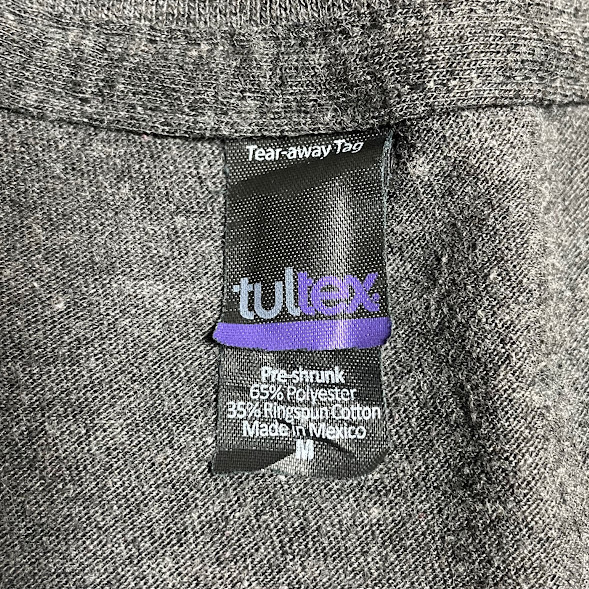 Tear-away Tag
tultex
Pre-shrunk
65% Polyester
35% Ringspun Cotton
Made in Mexico
M